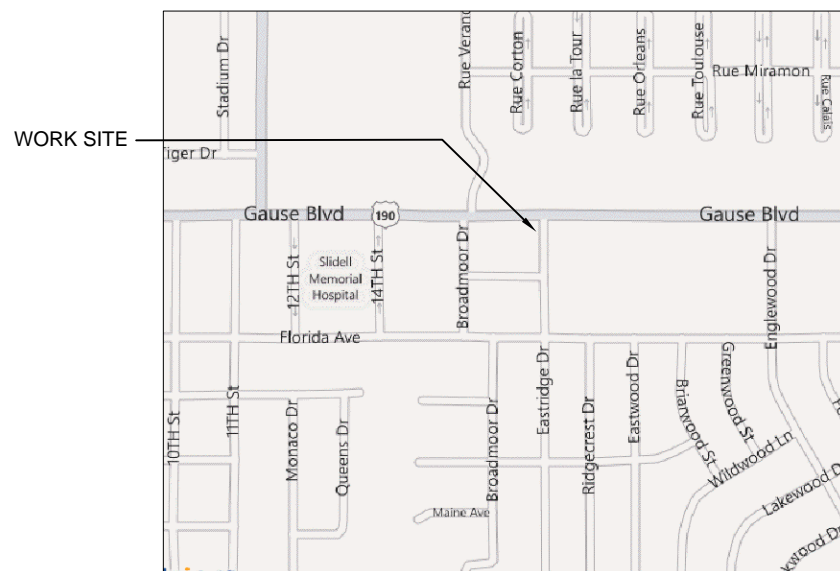 WORK SITE
Stadium Dr
Tiger Dr
Rue Corton
Rue la Tour
Rue Orleans
Rue Toulouse
Rue Miramon
Rue Calais
Gause Blvd
190
Gause Blvd
12TH St
Slidell
Memorial
Hospital
14TH St
Broadmoor Dr
Englewood Dr
Florida Ave
10TH St
11TH St
Monaco Dr
Queens Dr
Broadmoor Dr
Eastridge Dr
Ridgecrest Dr
Eastwood Dr
Briarwood St
Greenwood St
Wildwood Ln
Maine Ave
Lakewood D